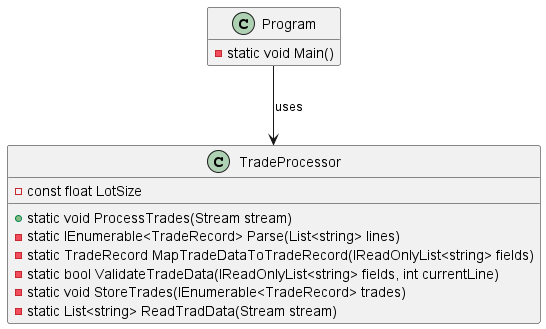 C Program
static void Main()
uses
C TradeProcessor
const float LotSize
static void ProcessTrades(Stream stream)
static IEnumerable<TradeRecord> Parse(List<string> lines)
static TradeRecord MapTradeDataToTradeRecord(IReadOnlyList<string> fields)
static bool ValidateTradeData(IReadOnlyList<string> fields, int currentLine)
static void StoreTrades(IEnumerable<TradeRecord> trades)
static List<string> ReadTradData(Stream stream)